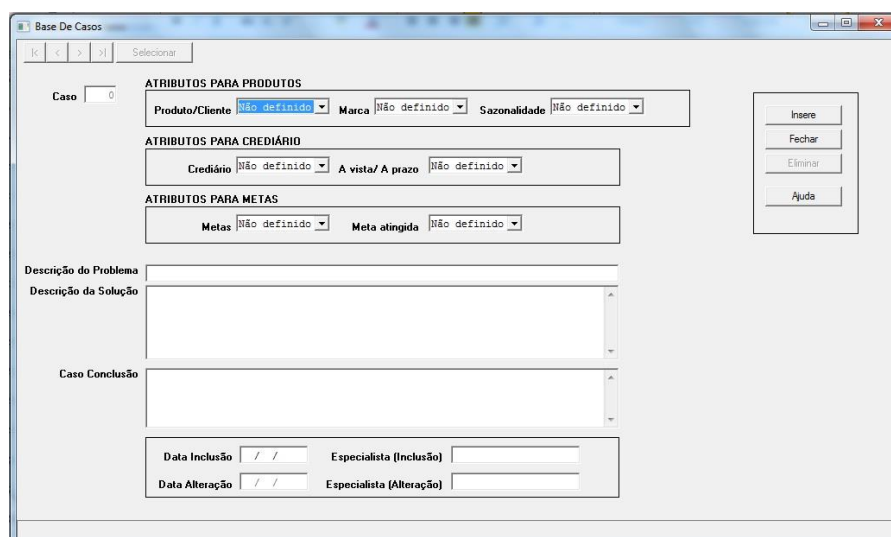 Base De Casos
|< < > >| Selecionar
Caso 0
ATRIBUTOS PARA PRODUTOS
Produto/Cliente Não definido Marca Não definido Sazonalidade Não definido
ATRIBUTOS PARA CREDIÁRIO
Crediário Não definido A vista/ A prazo Não definido
ATRIBUTOS PARA METAS
Metas Não definido Meta atingida Não definido
Insere
Fechar
Eliminar
Ajuda
Descrição do Problema
Descrição da Solução
Caso Conclusão
Data Inclusão / / Especialista (Inclusão)
Data Alteração / / Especialista (Alteração)